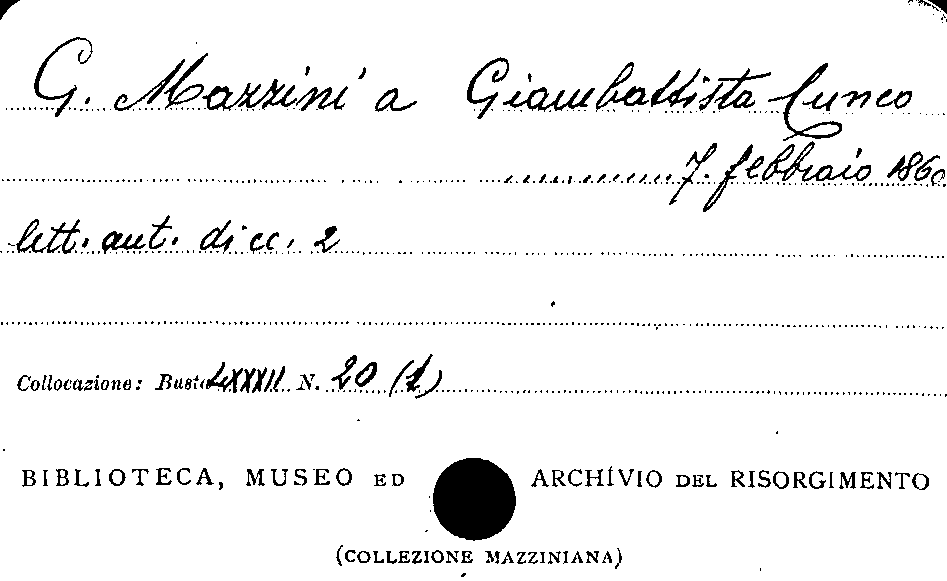 G. Mazzini a Giambattista Cuneo
7. febbraio 1860
lett. aut. di cc. 2
Collocazione: Busta LXXXII N. 20 (1)
BIBLIOTECA, MUSEO ED ARCHIVIO DEL RISORGIMENTO
(COLLEZIONE MAZZINIANA)